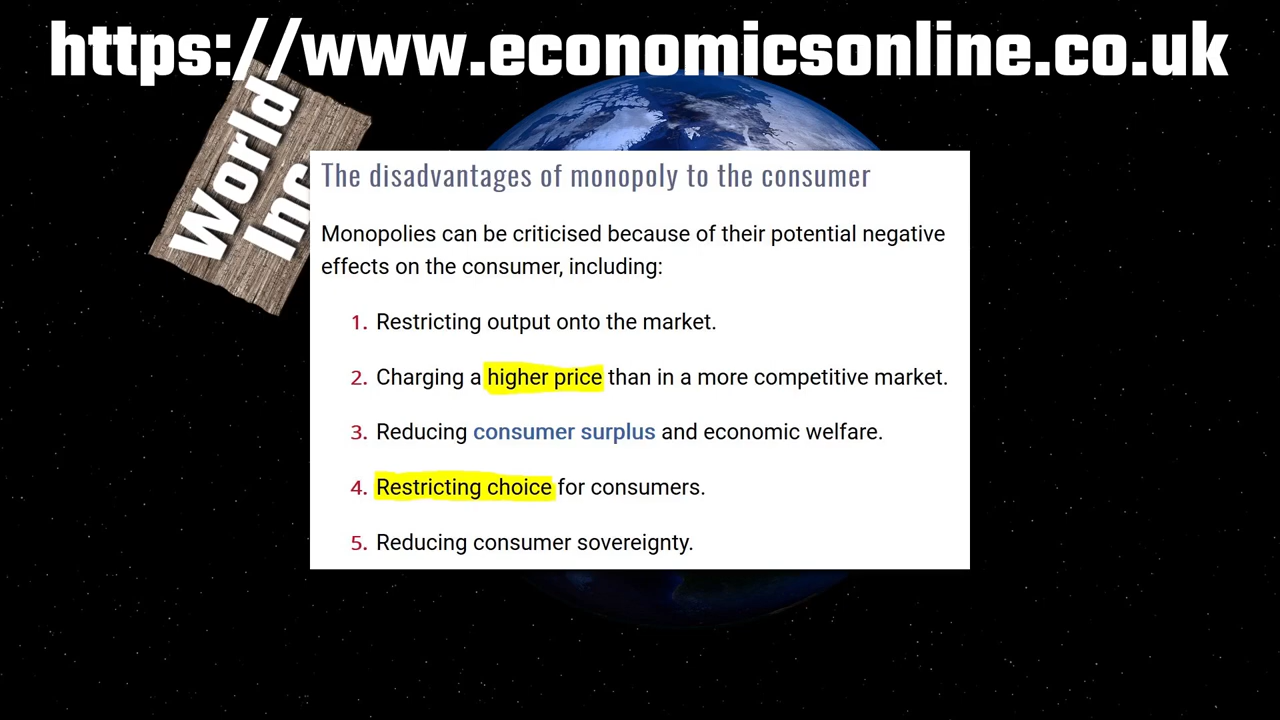 https://www.economicsonline.co.uk
World
Inc
The disadvantages of monopoly to the consumer
Monopolies can be criticised because of their potential negative
effects on the consumer, including:
1. Restricting output onto the market.
2. Charging a higher price than in a more competitive market.
3. Reducing consumer surplus and economic welfare.
4. Restricting choice for consumers.
5. Reducing consumer sovereignty.